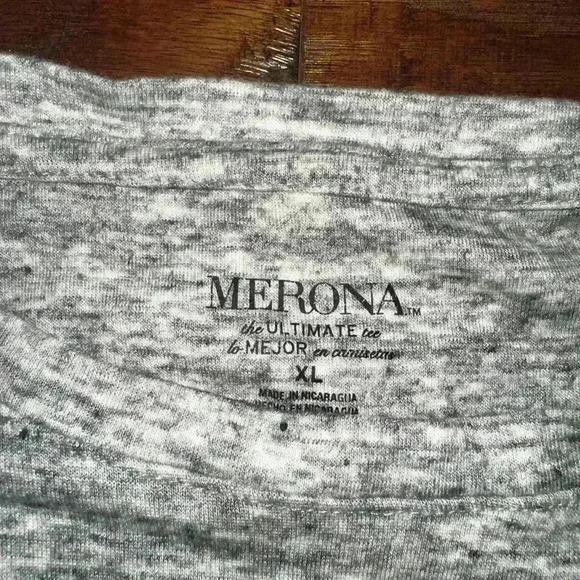 MERONA™
the ULTIMATE tee
lo MEJOR en camisetas
XL
MADE IN NICARAGUA
HECHO EN NICARAGUA